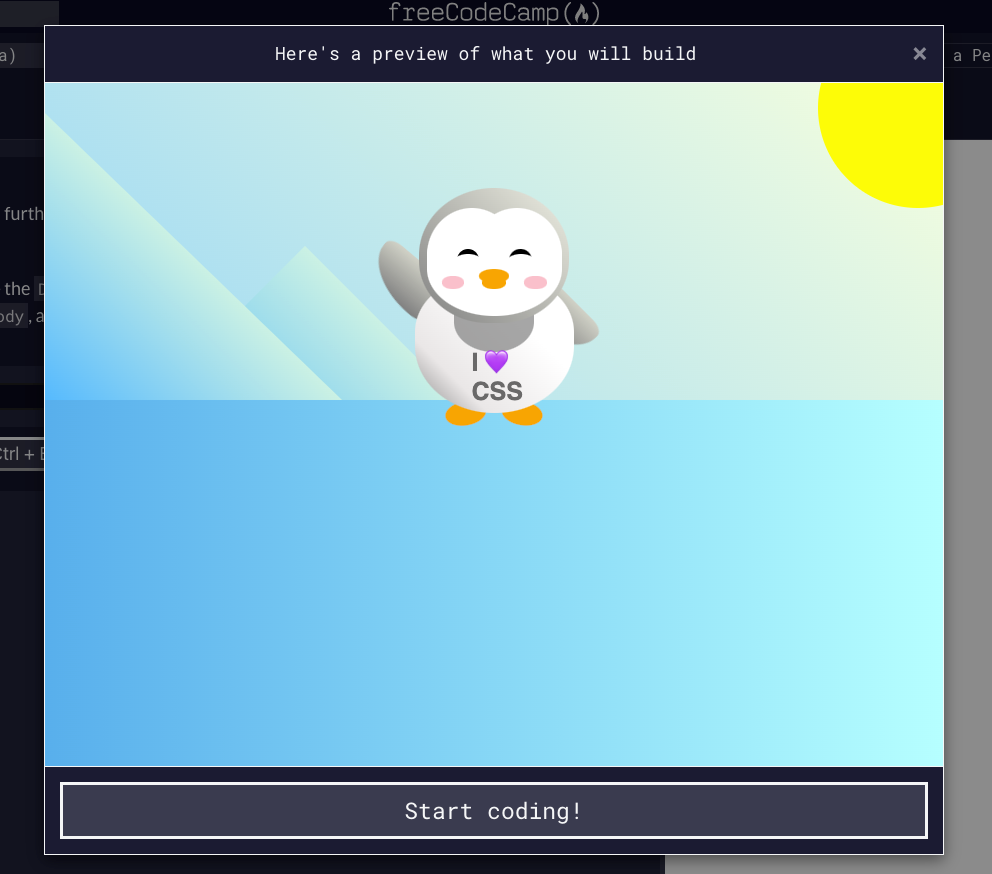 freeCodeCamp(🔥)
a)
Here's a preview of what you will build
×
a Pe
furth
the
ody, a
Ctrl + E
I 💜
CSS
Start coding!